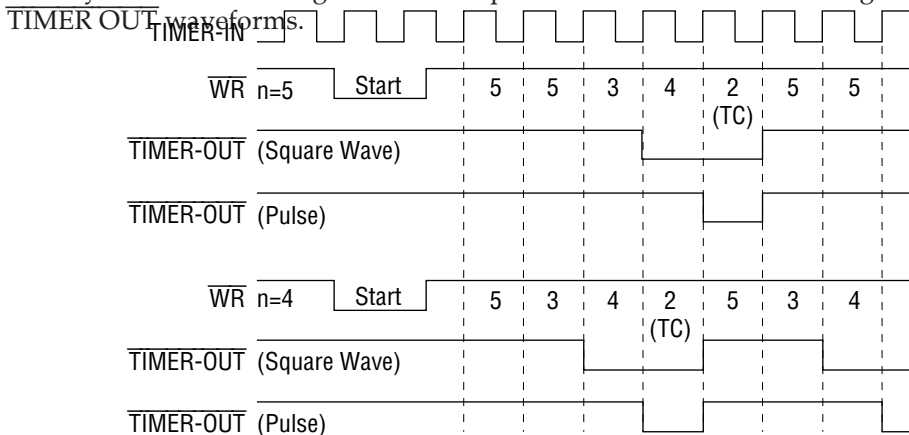 TIMER OUT waveforms.
TIMER-IN
WR n=5 Start 5 5 3 4 2 5 5
(TC)
TIMER-OUT (Square Wave)
TIMER-OUT (Pulse)
WR n=4 Start 5 3 4 2 5 3 4
(TC)
TIMER-OUT (Square Wave)
TIMER-OUT (Pulse)